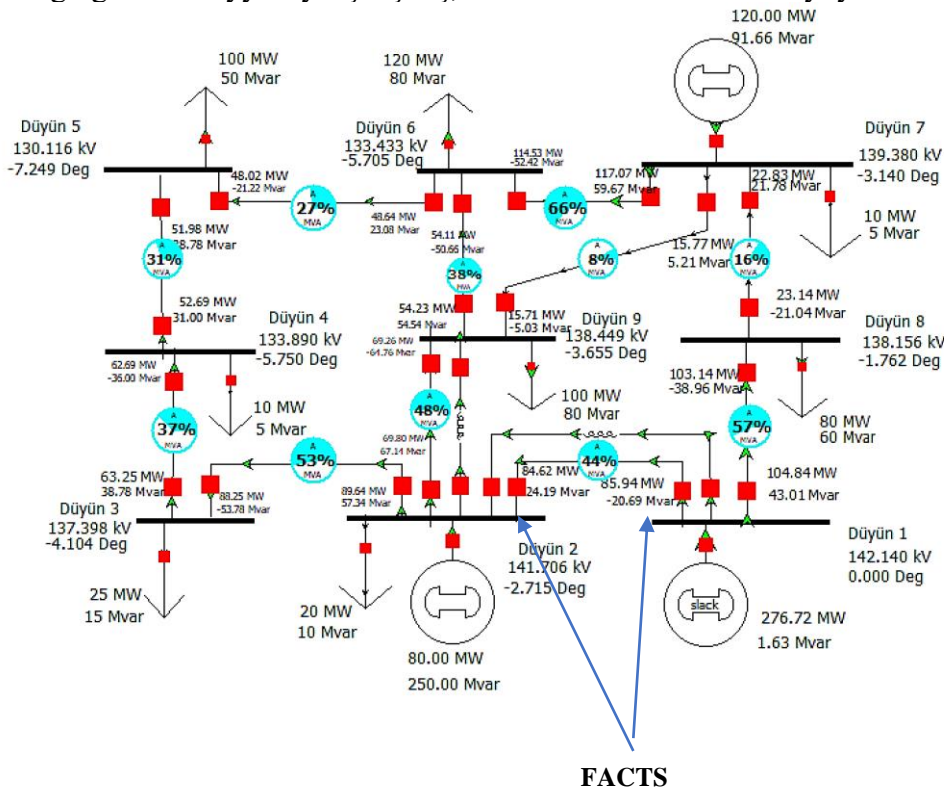 120.00 MW
91.66 Mvar
100 MW
50 Mvar
120 MW
80 Mvar
Düyün 5
130.116 kV
-7.249 Deg
Düyün 6
133.433 kV
-5.705 Deg
Düyün 7
139.380 kV
-3.140 Deg
48.02 MW
-21.22 Mvar
A
27%
MVA
48.64 MW
23.08 Mvar
114.53 MW
-52.42 Mvar
A
66%
MVA
117.07 MW
59.67 Mvar
22.83 MW
21.78 Mvar
10 MW
5 Mvar
51.98 MW
A
31%
MVA
52.69 MW
31.00 Mvar
54.11 MW
-50.66 Mvar
A
38%
MVA
54.23 MW
54.54 Mvar
A
8%
MVA
15.77 MW
5.21 Mvar
15.71 MW
-5.03 Mvar
A
16%
MVA
23.14 MW
-21.04 Mvar
Düyün 4
133.890 kV
-5.750 Deg
Düyün 9
138.449 kV
-3.655 Deg
Düyün 8
138.156 kV
-1.762 Deg
62.69 MW
-36.00 Mvar
10 MW
5 Mvar
69.26 MW
-64.76 Mvar
100 MW
80 Mvar
103.14 MW
-38.96 Mvar
80 MW
60 Mvar
A
37%
MVA
A
48%
MVA
69.80 MW
67.14 Mvar
A
57%
MVA
104.84 MW
43.01 Mvar
63.25 MW
38.78 Mvar
88.25 MW
-53.78 Mvar
A
53%
MVA
89.64 MW
57.34 Mvar
84.62 MW
24.19 Mvar
A
44%
MVA
85.94 MW
-20.69 Mvar
Düyün 3
137.398 kV
-4.104 Deg
Düyün 2
141.706 kV
-2.715 Deg
Düyün 1
142.140 kV
0.000 Deg
25 MW
15 Mvar
20 MW
10 Mvar
80.00 MW
250.00 Mvar
slack
276.72 MW
1.63 Mvar
FACTS